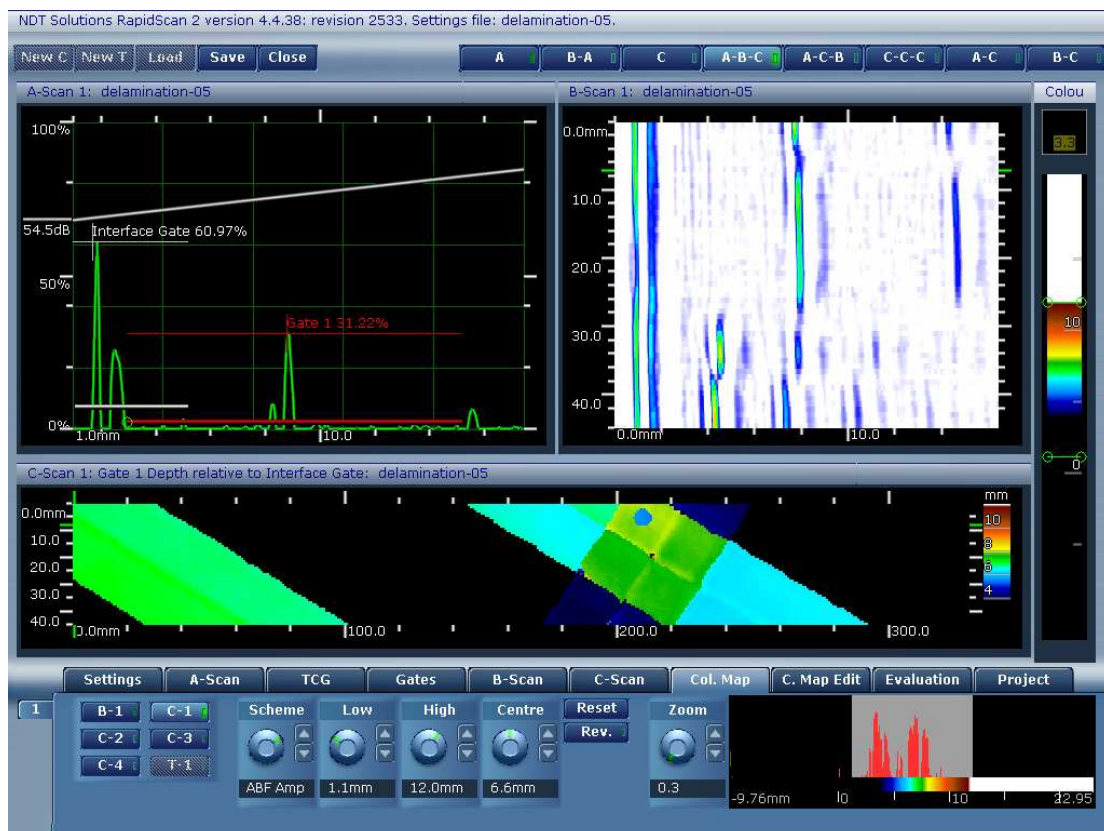 NDT Solutions RapidScan 2 version 4.4.38: revision 2533. Settings file: delamination-05.
New C New T Load Save Close A B-A C A-B-C A-C-B C-C-C A-C B-C
A-Scan 1: delamination-05
100%
54.5dB
Interface Gate 60.97%
50%
Gate 1 31.22%
0%
1.0mm 10.0
B-Scan 1: delamination-05
0.0mm
10.0
20.0
30.0
40.0
0.0mm 10.0
Colou
3.3
10
0
C-Scan 1: Gate 1 Depth relative to Interface Gate: delamination-05
0.0mm
10.0
20.0
30.0
40.0
0.0mm 100.0 200.0 300.0
mm
10
8
6
4
Settings A-Scan TCG Gates B-Scan C-Scan Col. Map C. Map Edit Evaluation Project
1
B-1 C-1
C-2 C-3
C-4 T-1
Scheme Low High Centre Reset Zoom
Rev.
ABF Amp 1.1mm 12.0mm 6.6mm 0.3
-9.76mm 0 10 22.95